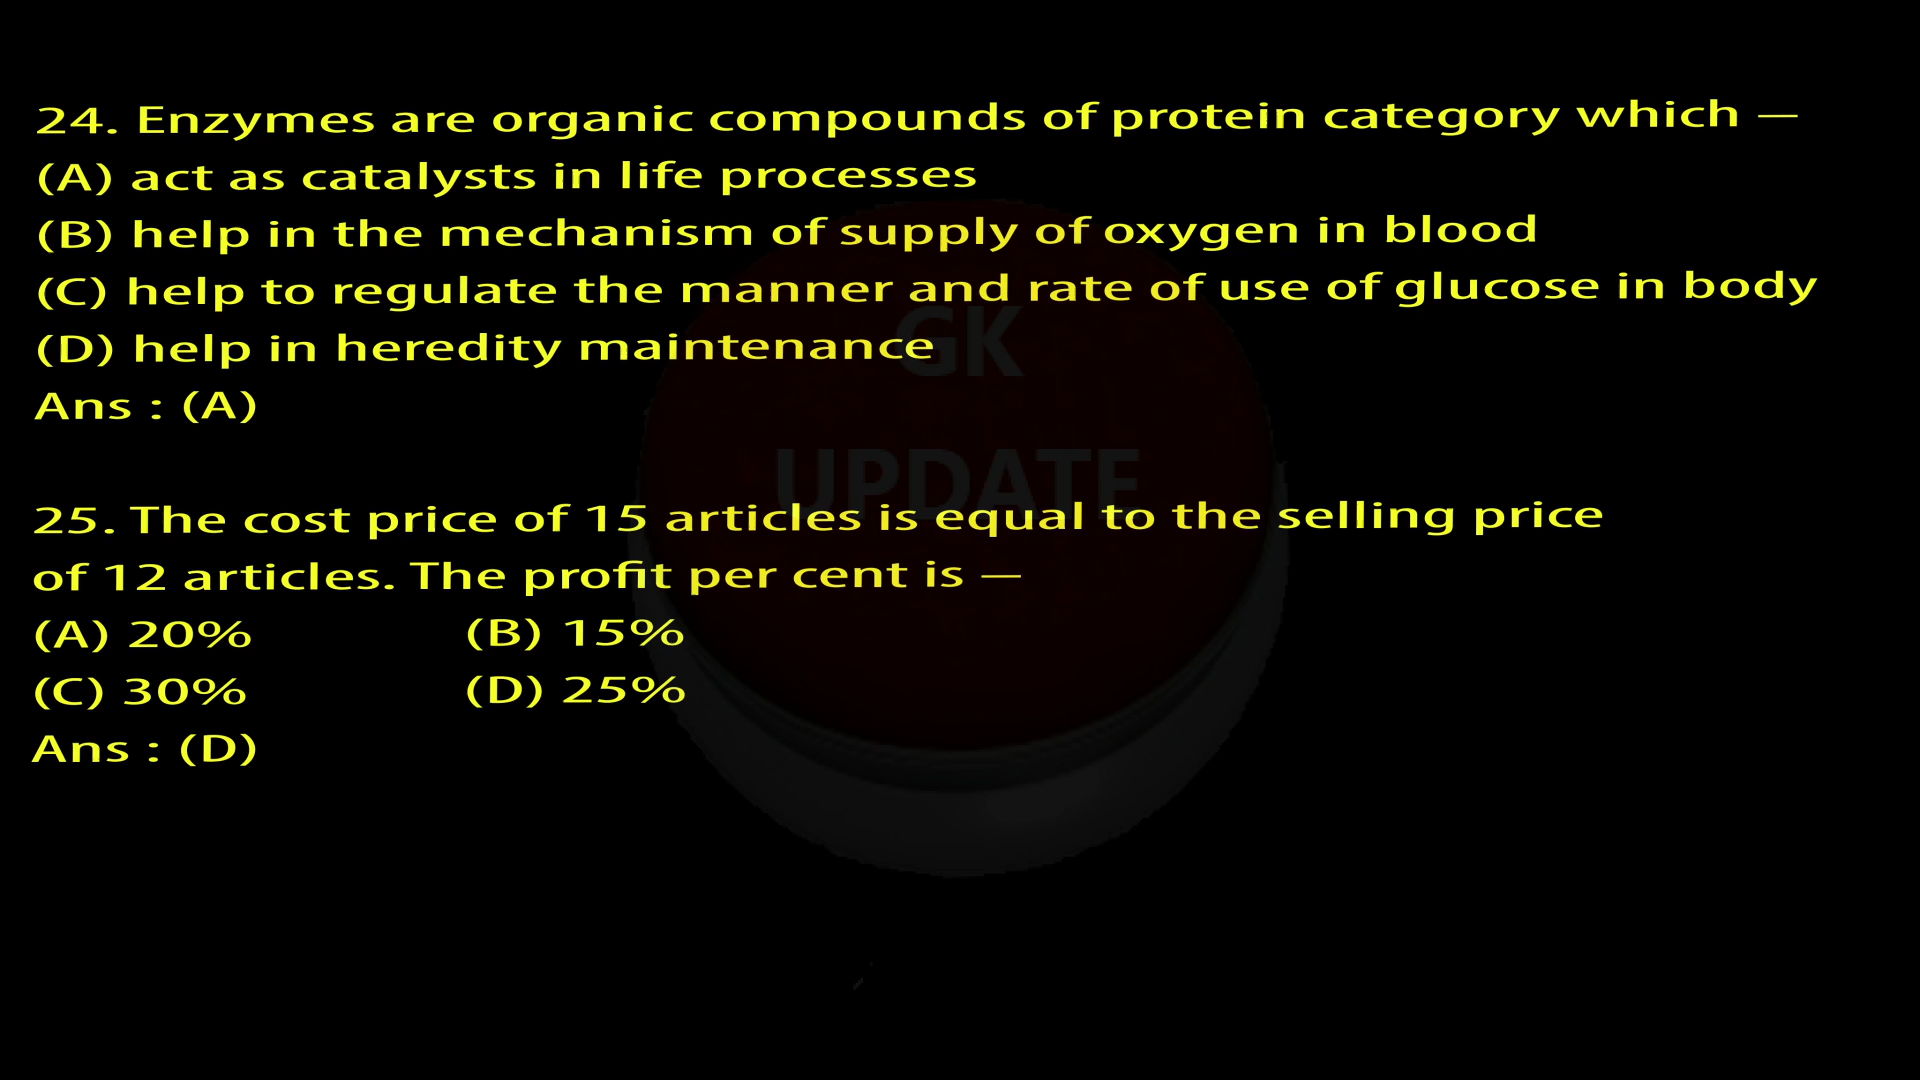 24. Enzymes are organic compounds of protein category which —
(A) act as catalysts in life processes
(B) help in the mechanism of supply of oxygen in blood
(C) help to regulate the manner and rate of use of glucose in body
(D) help in heredity maintenance
Ans : (A)
GK
UPDATE
25. The cost price of 15 articles is equal to the selling price
of 12 articles. The profit per cent is —
(A) 20% (B) 15%
(C) 30% (D) 25%
Ans : (D)